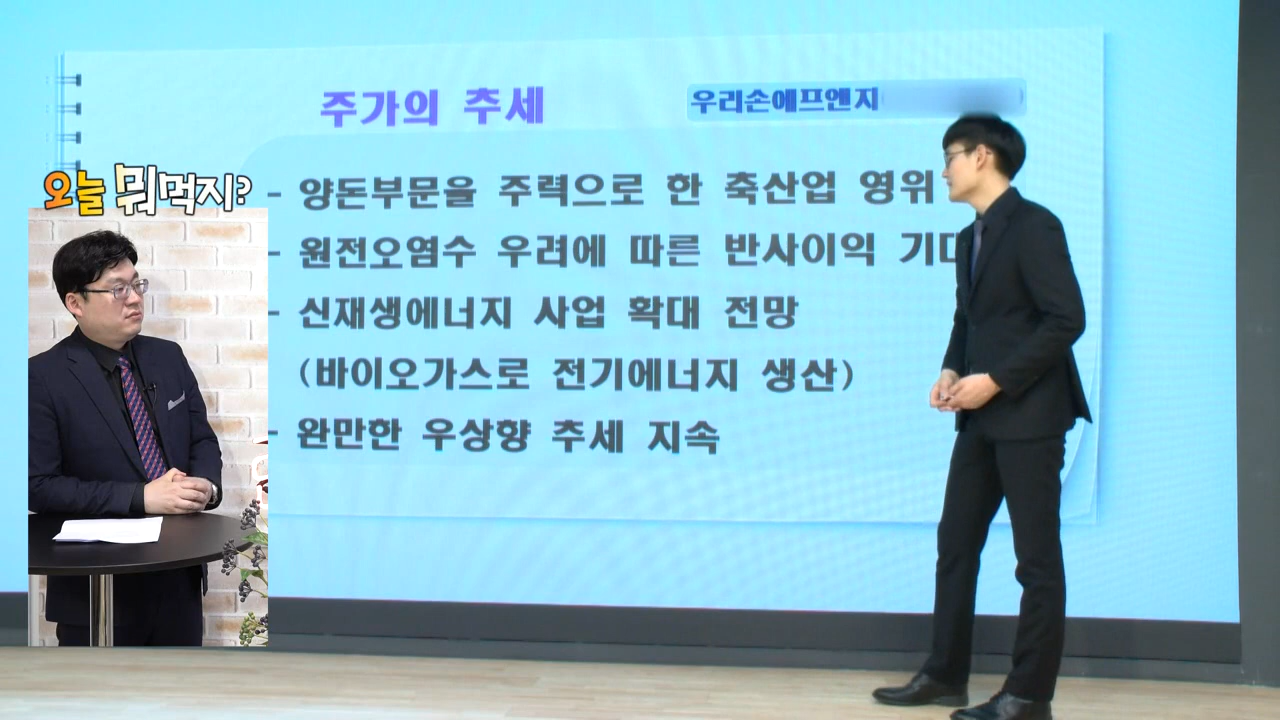 주가의 추세
우리손에프앤지
오늘 뭐먹지?
- 양돈부문을 주력으로 한 축산업 영위
- 원전오염수 우려에 따른 반사이익
- 신재생에너지 사업 확대 전망
(바이오가스로 전기에너지 생산)
- 완만한 우상향 추세 지속